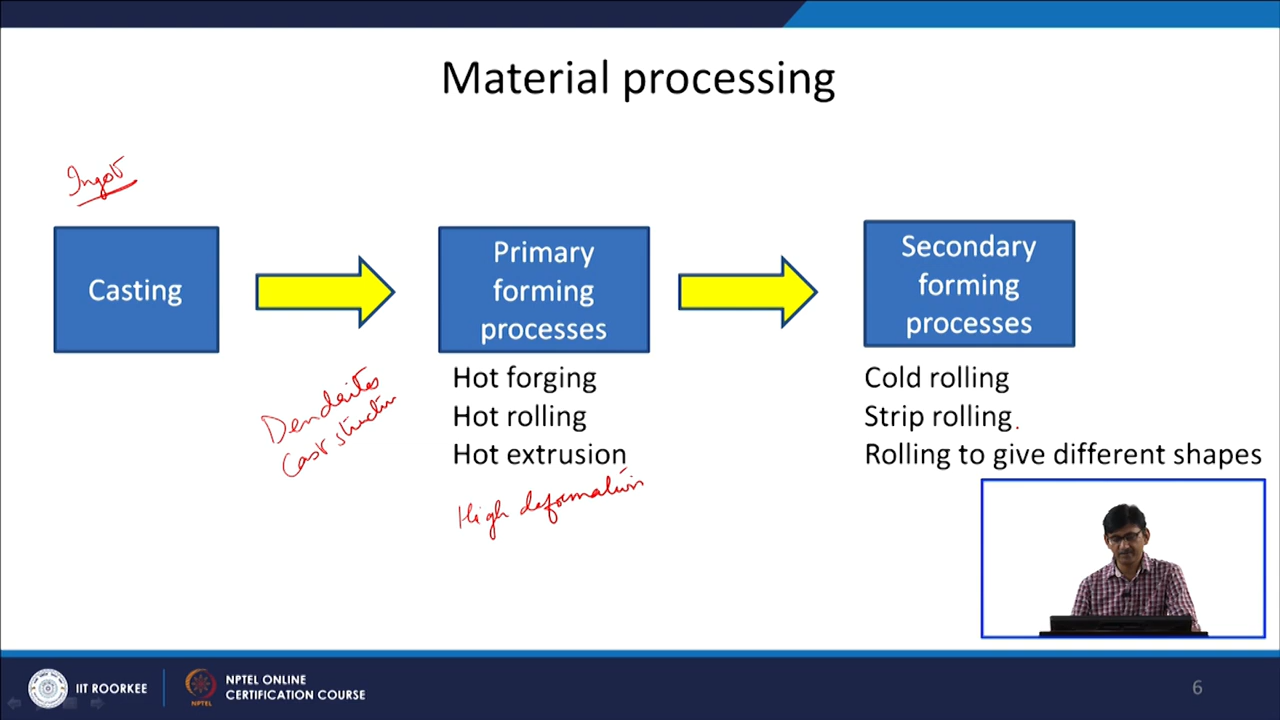 Material processing
Ingot
Casting
Primary
forming
processes
Secondary
forming
processes
Dendrites
Cast structure
Hot forging
Hot rolling
Hot extrusion
High deformation
Cold rolling
Strip rolling
Rolling to give different shapes
IIT ROORKEE
NPTEL
NPTEL ONLINE
CERTIFICATION COURSE
6